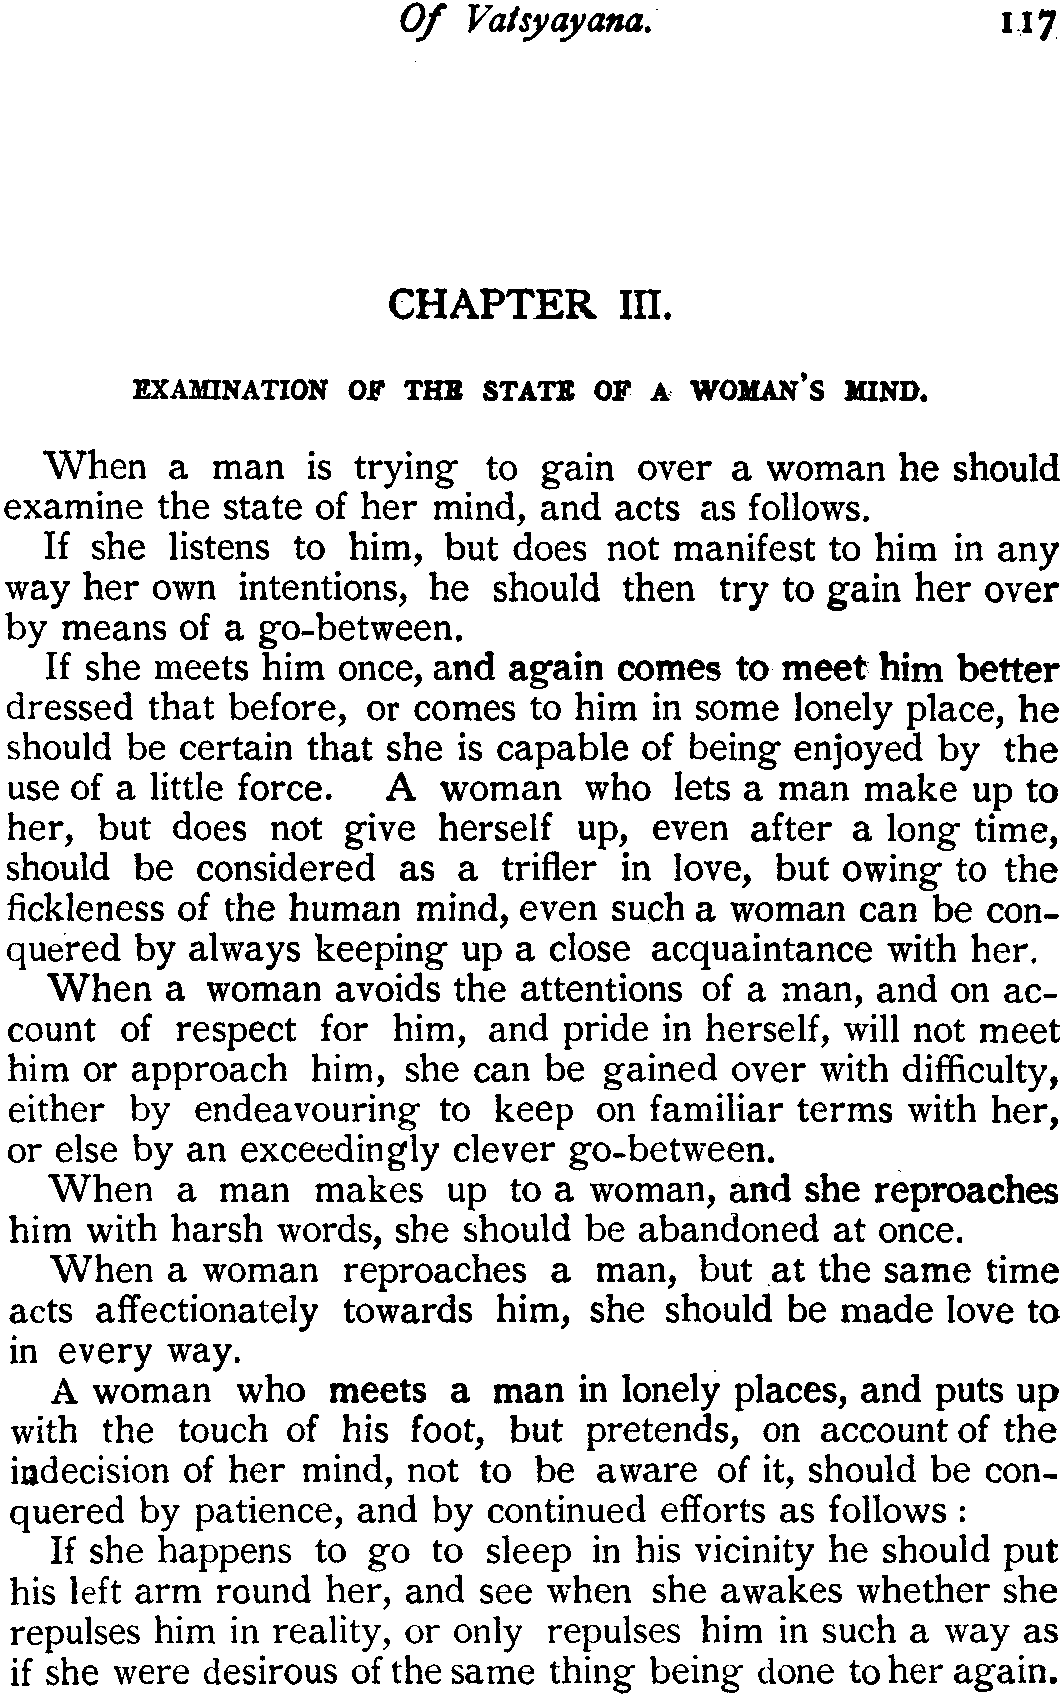 Of Vatsyayana. 117
CHAPTER III.
EXAMINATION OF THE STATE OF A WOMAN'S MIND.
When a man is trying to gain over a woman he should
examine the state of her mind, and acts as follows.
If she listens to him, but does not manifest to him in any
way her own intentions, he should then try to gain her over
by means of a go-between.
If she meets him once, and again comes to meet him better
dressed that before, or comes to him in some lonely place, he
should be certain that she is capable of being enjoyed by the
use of a little force. A woman who lets a man make up to
her, but does not give herself up, even after a long time,
should be considered as a trifler in love, but owing to the
fickleness of the human mind, even such a woman can be con-
quered by always keeping up a close acquaintance with her.
When a woman avoids the attentions of a man, and on ac-
count of respect for him, and pride in herself, will not meet
him or approach him, she can be gained over with difficulty,
either by endeavouring to keep on familiar terms with her,
or else by an exceedingly clever go-between.
When a man makes up to a woman, and she reproaches
him with harsh words, she should be abandoned at once.
When a woman reproaches a man, but at the same time
acts affectionately towards him, she should be made love to
in every way.
A woman who meets a man in lonely places, and puts up
with the touch of his foot, but pretends, on account of the
indecision of her mind, not to be aware of it, should be con-
quered by patience, and by continued efforts as follows :
If she happens to go to sleep in his vicinity he should put
his left arm round her, and see when she awakes whether she
repulses him in reality, or only repulses him in such a way as
if she were desirous of the same thing being done to her again.